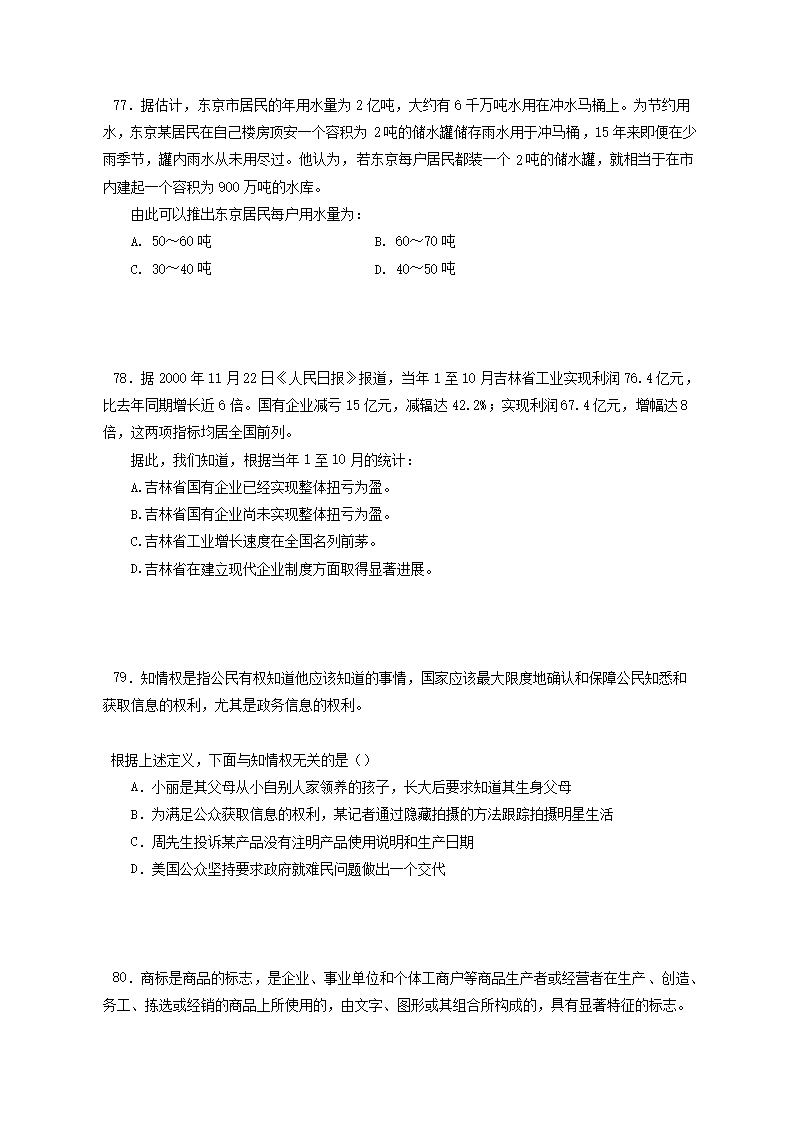 77．据估计，东京市居民的年用水量为 2 亿吨，大约有 6 千万吨水用在冲水马桶上。为节约用
水，东京某居民在自己楼房顶安一个容积为 2吨的储水罐储存雨水用于冲马桶，15 年来即便在少
雨季节，罐内雨水从未用尽过。他认为，若东京每户居民都装一个 2吨的储水罐，就相当于在市
内建起一个容积为 900 万吨的水库。
由此可以推出东京居民每户用水量为：
A. 50～60 吨 B. 60～70 吨
C. 30～40 吨 D. 40～50 吨
78．据 2000 年 11 月 22 日《人民日报》报道，当年 1 至 10 月吉林省工业实现利润 76.4 亿元，
比去年同期增长近 6 倍。国有企业减亏 15 亿元，减辐达 42.2%；实现利润 67.4 亿元，增幅达 8
倍，这两项指标均居全国前列。
据此，我们知道，根据当年 1 至 10 月的统计：
A.吉林省国有企业已经实现整体扭亏为盈。
B.吉林省国有企业尚未实现整体扭亏为盈。
C.吉林省工业增长速度在全国名列前茅。
D.吉林省在建立现代企业制度方面取得显著进展。
79．知情权是指公民有权知道他应该知道的事情，国家应该最大限度地确认和保障公民知悉和
获取信息的权利，尤其是政务信息的权利。
根据上述定义，下面与知情权无关的是()
A．小丽是其父母从小自别人家领养的孩子，长大后要求知道其生身父母
B．为满足公众获取信息的权利，某记者通过隐藏拍摄的方法跟踪拍摄明星生活
C．周先生投诉某产品没有注明产品使用说明和生产日期
D．美国公众坚持要求政府就难民问题做出一个交代
80．商标是商品的标志，是企业、事业单位和个体工商户等商品生产者或经营者在生产、创造、
务工、拣选或经销的商品上所使用的，由文字、图形或其组合所构成的，具有显著特征的标志。